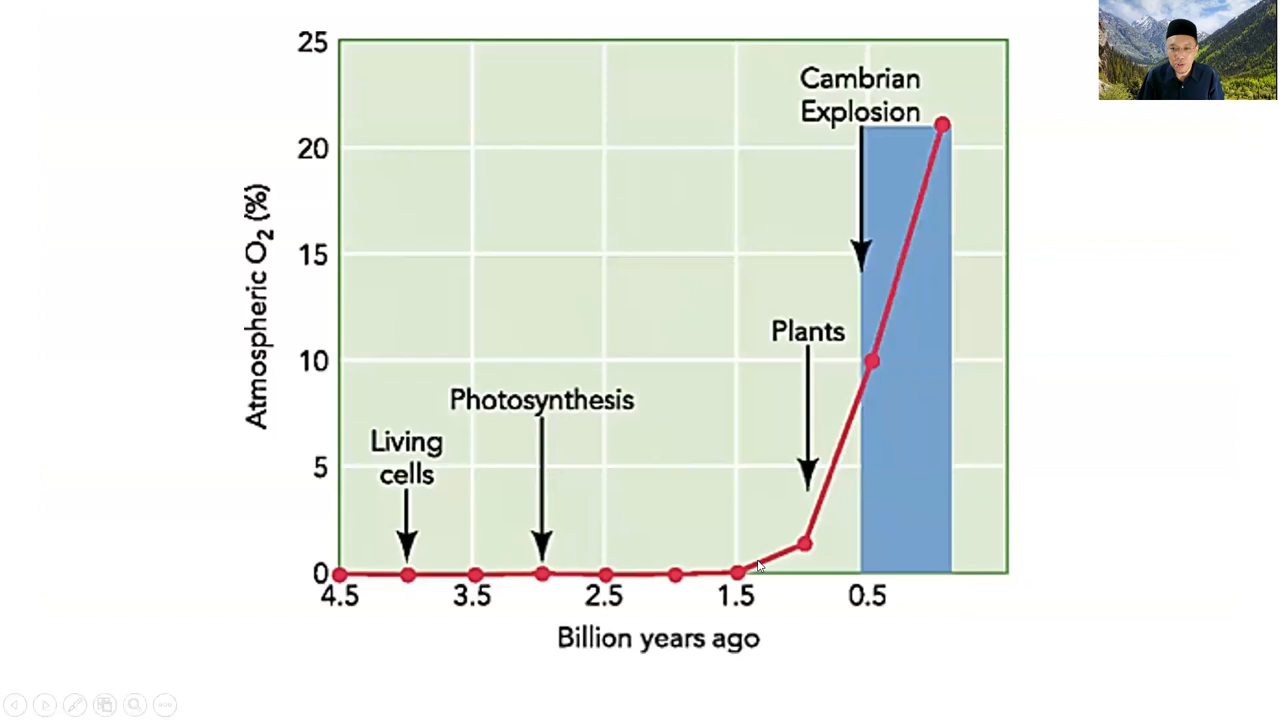 25
20
15
10
5
0
Atmospheric O₂ (%)
Cambrian
Explosion
Plants
Photosynthesis
Living
cells
4.5 3.5 2.5 1.5 0.5
Billion years ago